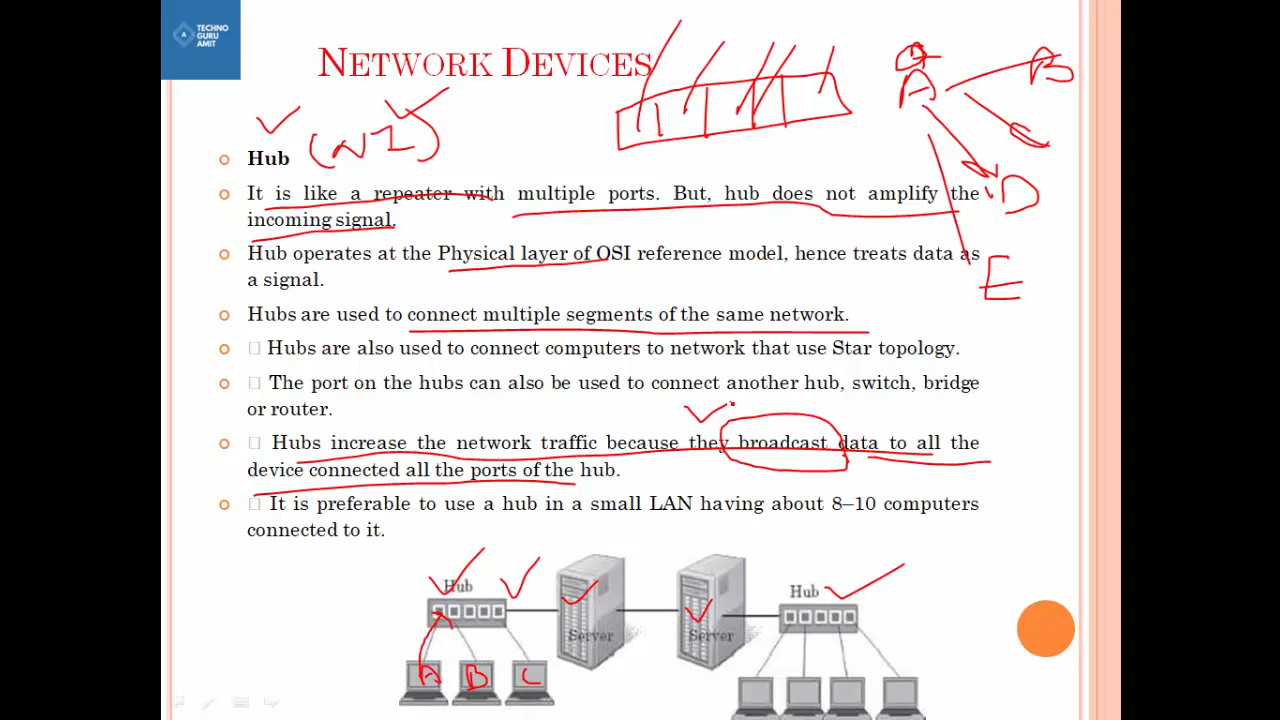 TECHNO
GURU
AMIT
NETWORK DEVICES
A B
D
E
Hub
It is like a repeater with multiple ports. But, hub does not amplify the
incoming signal.
Hub operates at the Physical layer of OSI reference model, hence treats data as
a signal.
Hubs are used to connect multiple segments of the same network.
Hubs are also used to connect computers to network that use Star topology.
The port on the hubs can also be used to connect another hub, switch, bridge
or router.
Hubs increase the network traffic because they broadcast data to all the
device connected all the ports of the hub.
It is preferable to use a hub in a small LAN having about 8–10 computers
connected to it.
Hub
Hub
Server
Server
A B C